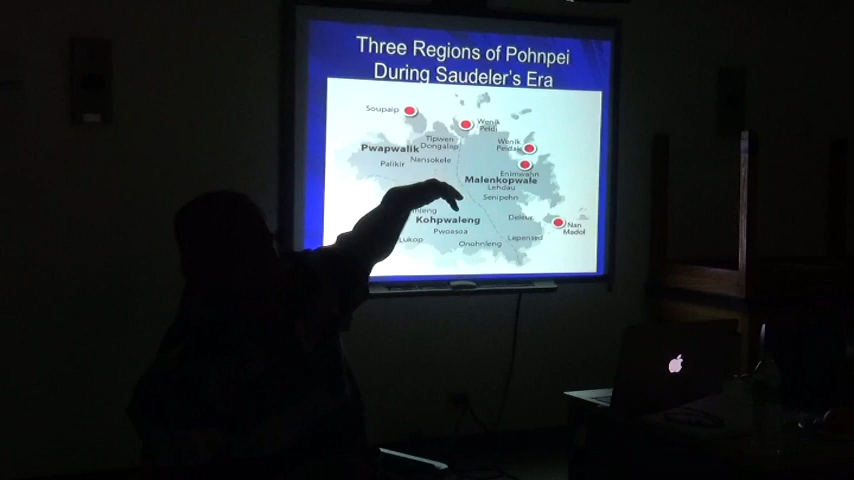 Three Regions of Pohnpei
During Saudeler's Era
Soupaip
Wenik
Peidi
Tipwen
Dongalap
Wenik
Peidak
Pwapwalik
Nansokele
Palikir
Enimwahn
Malenkopwale
Lehdau
Senipehn
Kohpwaleng
Deleur
Nan
Madol
Pwoasoa
Lukop
Onohnleng
Lepensed